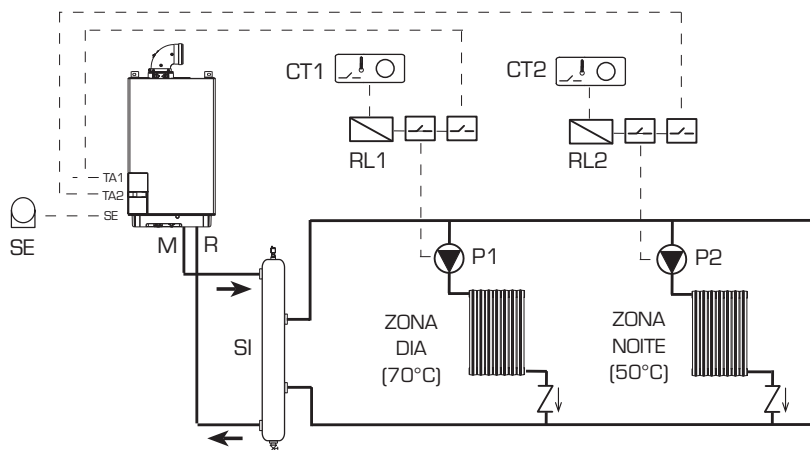 CT1
CT2
RL1
RL2
TA1
TA2
SE
SE
M R
P1
P2
SI
ZONA
DIA
(70°C)
ZONA
NOITE
(50°C)